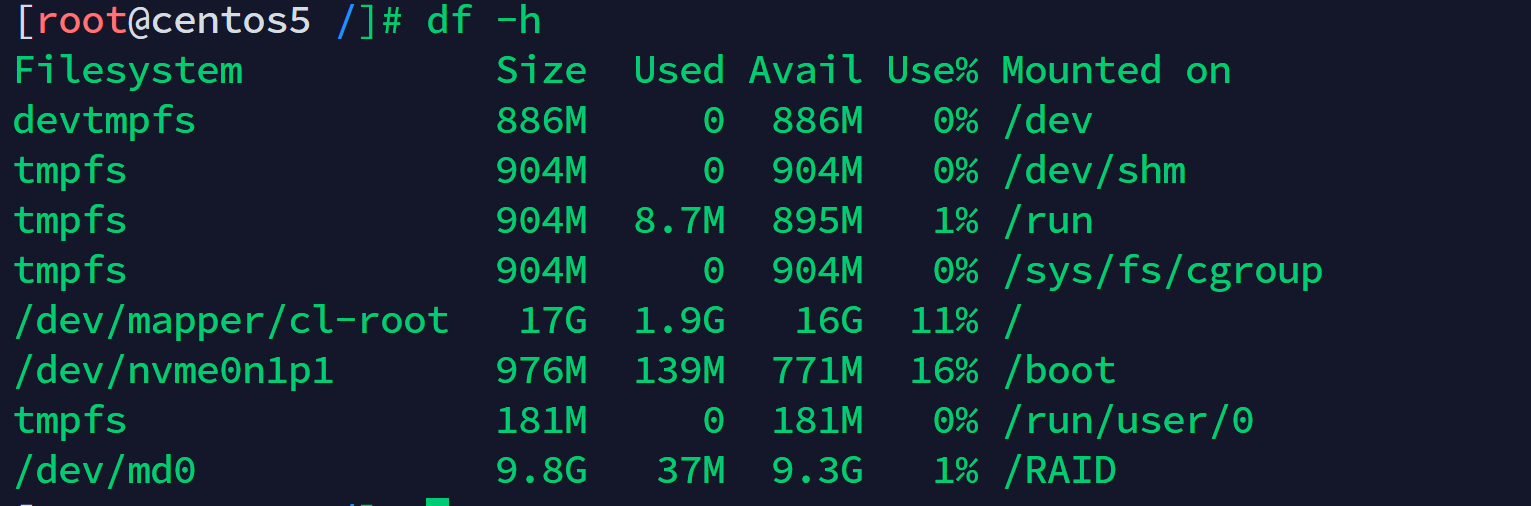 [root@centos5 /]# df -h
Filesystem           Size  Used Avail Use% Mounted on
devtmpfs             886M     0  886M   0% /dev
tmpfs                904M     0  904M   0% /dev/shm
tmpfs                904M  8.7M  895M   1% /run
tmpfs                904M     0  904M   0% /sys/fs/cgroup
/dev/mapper/cl-root   17G  1.9G   16G  11% /
/dev/nvme0n1p1       976M  139M  771M  16% /boot
tmpfs                181M     0  181M   0% /run/user/0
/dev/md0             9.8G   37M  9.3G   1% /RAID